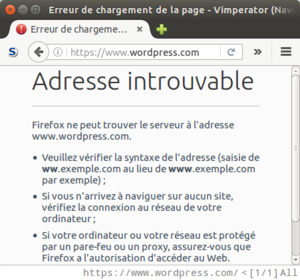 Erreur de chargement de la page - Vimperator (Navi
Erreur de chargeme...
https://www.wordpress.com
Adresse introuvable
Firefox ne peut trouver le serveur à l'adresse
www.wordpress.com.
Veuillez vérifier la syntaxe de l'adresse (saisie de
ww.exemple.com au lieu de www.exemple.com
par exemple) ;
Si vous n'arrivez à naviguer sur aucun site,
vérifiez la connexion au réseau de votre
ordinateur ;
Si votre ordinateur ou votre réseau est protégé
par un pare-feu ou un proxy, assurez-vous que
Firefox a l'autorisation d'accéder au Web.
https://www.wordpress.com/ <[1/1]All